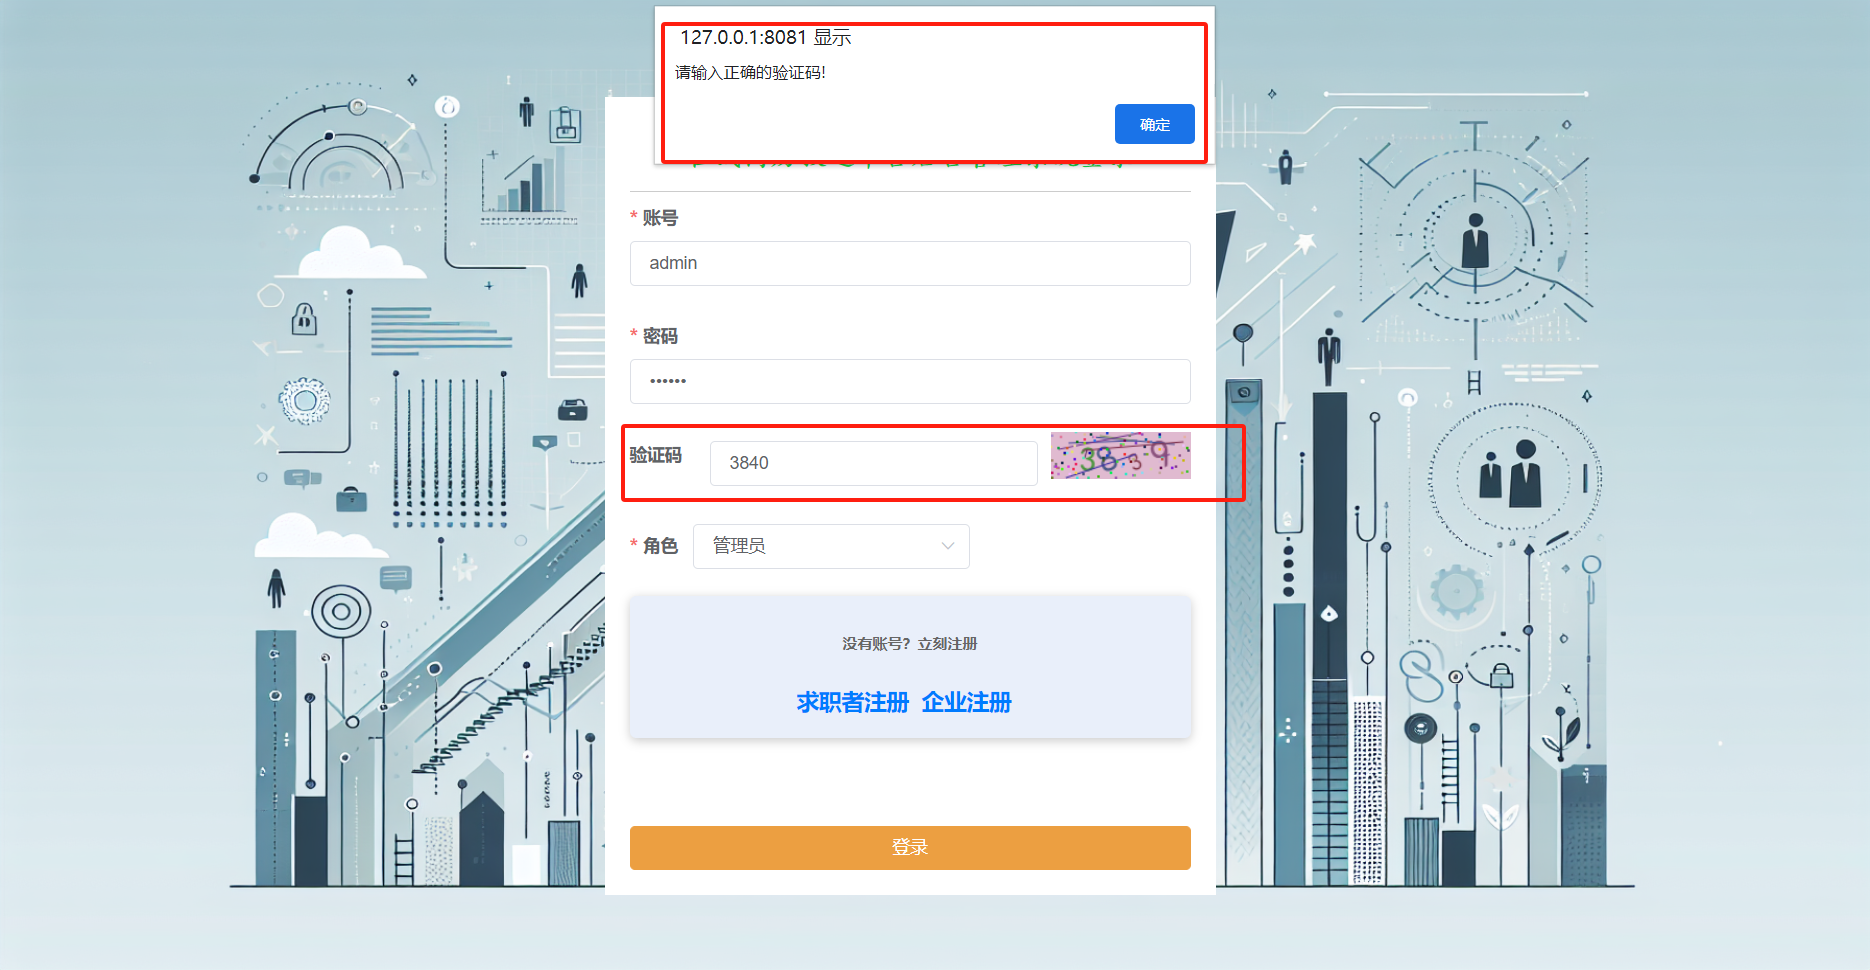 127.0.0.1:8081 显示
请输入正确的验证码!
确定
* 账号
admin
* 密码
••••••
验证码
3840
3839
* 角色
管理员
没有账号？立刻注册
求职者注册 企业注册
登录